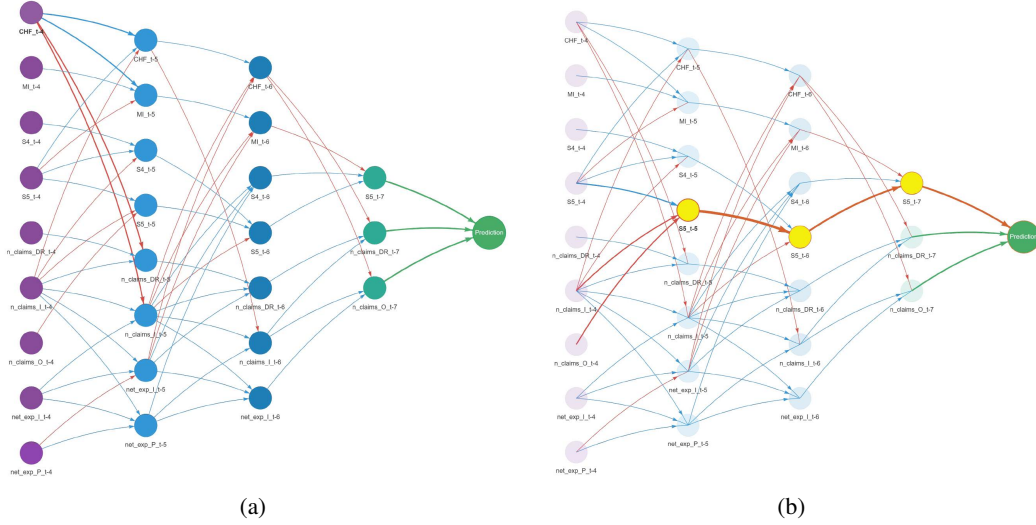 CHF_t-4
MI_t-4
S4_t-4
S5_t-4
n_claims_DR_t-4
n_claims_I_t-4
n_claims_O_t-4
net_exp_I_t-4
net_exp_P_t-4
CHF_t-5
MI_t-5
S4_t-5
S5_t-5
n_claims_DR_t-5
n_claims_I_t-5
net_exp_I_t-5
net_exp_P_t-5
CHF_t-6
MI_t-6
S4_t-6
S5_t-6
n_claims_DR_t-6
n_claims_I_t-6
net_exp_I_t-6
S5_t-7
n_claims_DR_t-7
n_claims_O_t-7
Prediction
(a)
CHF_t-4
MI_t-4
S4_t-4
S5_t-4
n_claims_DR_t-4
n_claims_I_t-4
n_claims_O_t-4
net_exp_I_t-4
net_exp_P_t-4
CHF_t-5
MI_t-5
S4_t-5
S5_t-5
n_claims_DR_t-5
n_claims_I_t-5
net_exp_I_t-5
net_exp_P_t-5
CHF_t-6
MI_t-6
S4_t-6
S5_t-6
n_claims_DR_t-6
n_claims_I_t-6
net_exp_I_t-6
S5_t-7
n_claims_DR_t-7
n_claims_O_t-7
Prediction
(b)